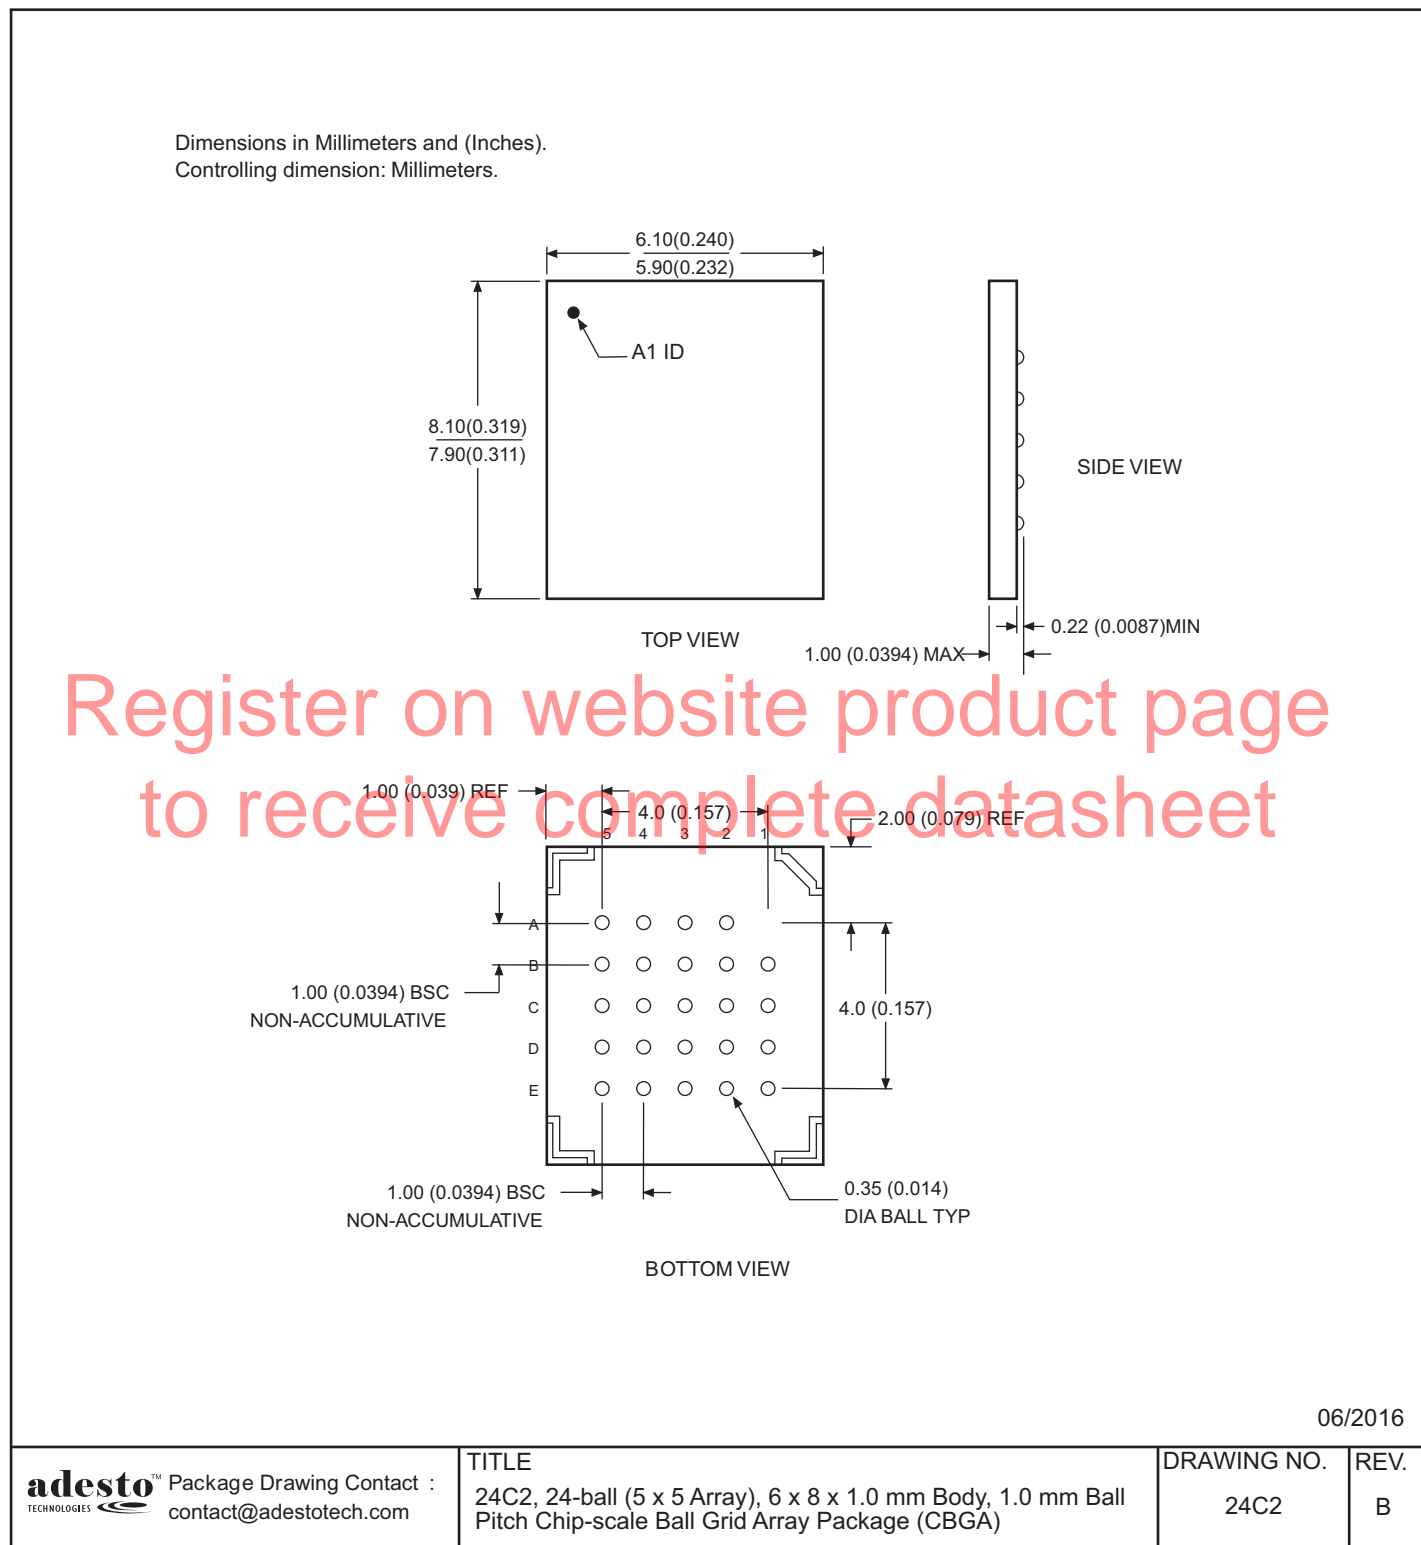 Dimensions in Millimeters and (Inches).
Controlling dimension: Millimeters.
6.10(0.240)
5.90(0.232)
A1 ID
8.10(0.319)
7.90(0.311)
SIDE VIEW
TOP VIEW
0.22 (0.0087)MIN
1.00 (0.0394) MAX
Register on website product page
to receive complete datasheet
1.00 (0.039) REF
4.0 (0.157)
2.00 (0.079) REF
5 4 3 2 1
A
B
C
D
E
1.00 (0.0394) BSC
NON-ACCUMULATIVE
4.0 (0.157)
1.00 (0.0394) BSC
NON-ACCUMULATIVE
0.35 (0.014)
DIA BALL TYP
BOTTOM VIEW
06/2016
adesto™
TECHNOLOGIES
Package Drawing Contact :
contact@adestotech.com
TITLE
24C2, 24-ball (5 x 5 Array), 6 x 8 x 1.0 mm Body, 1.0 mm Ball
Pitch Chip-scale Ball Grid Array Package (CBGA)
DRAWING NO.
24C2
REV.
B